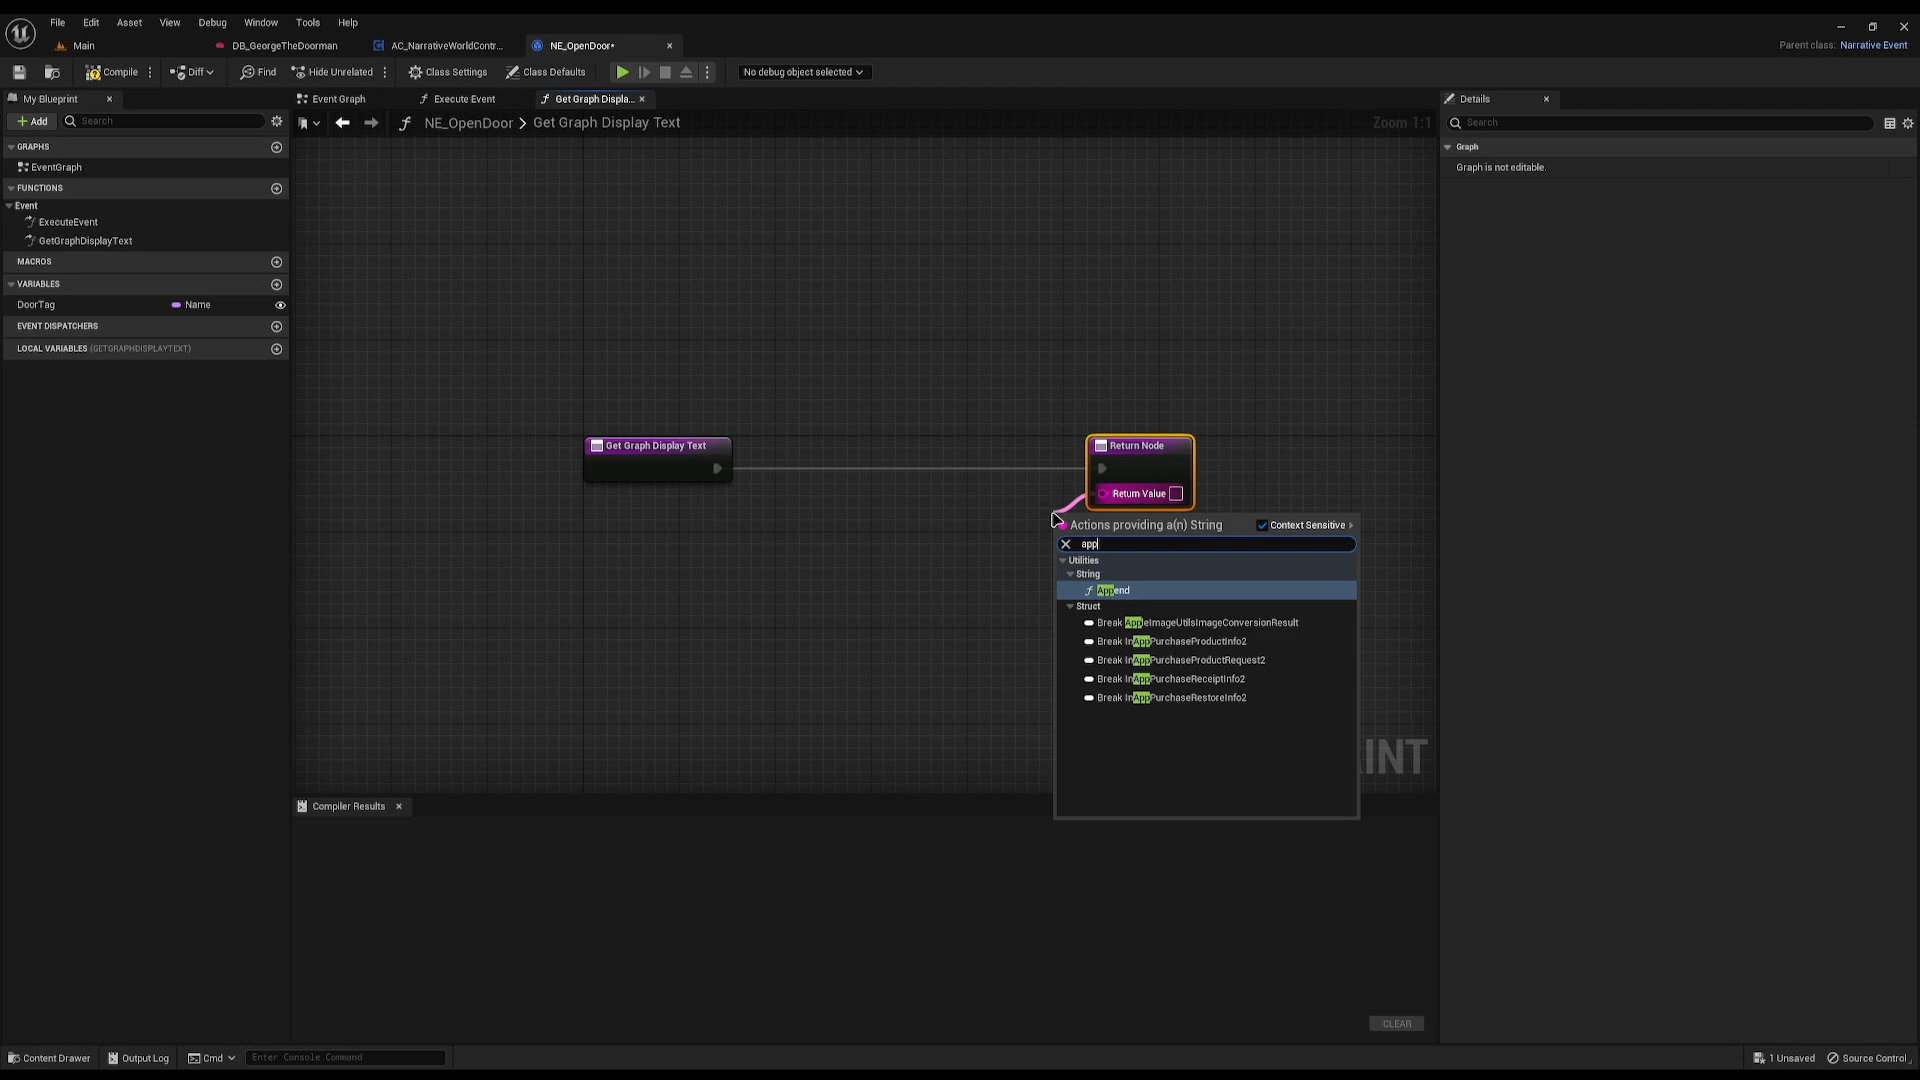 File Edit Asset View Debug Window Tools Help
Main
DB_GeorgeTheDoorman
AC_NarrativeWorldContr...
NE_OpenDoor*
Parent class: Narrative Event
Compile
Diff
Find
Hide Unrelated
Class Settings
Class Defaults
No debug object selected
My Blueprint
Event Graph
Execute Event
Get Graph Displa...
Details
Add
Search
NE_OpenDoor > Get Graph Display Text
Zoom 1:1
Search
GRAPHS
EventGraph
FUNCTIONS
Event
ExecuteEvent
GetGraphDisplayText
MACROS
VARIABLES
DoorTag Name
EVENT DISPATCHERS
LOCAL VARIABLES (GETGRAPHDISPLAYTEXT)
Graph
Graph is not editable.
Get Graph Display Text
Return Node
Return Value
Actions providing a(n) String
Context Sensitive
app
Utilities
String
Append
Struct
Break AppleImageUtilsImageConversionResult
Break InAppPurchaseProductInfo2
Break InAppPurchaseProductRequest2
Break InAppPurchaseReceiptInfo2
Break InAppPurchaseRestoreInfo2
INT
Compiler Results
CLEAR
Content Drawer
Output Log
Cmd
Enter Console Command
1 Unsaved
Source Control